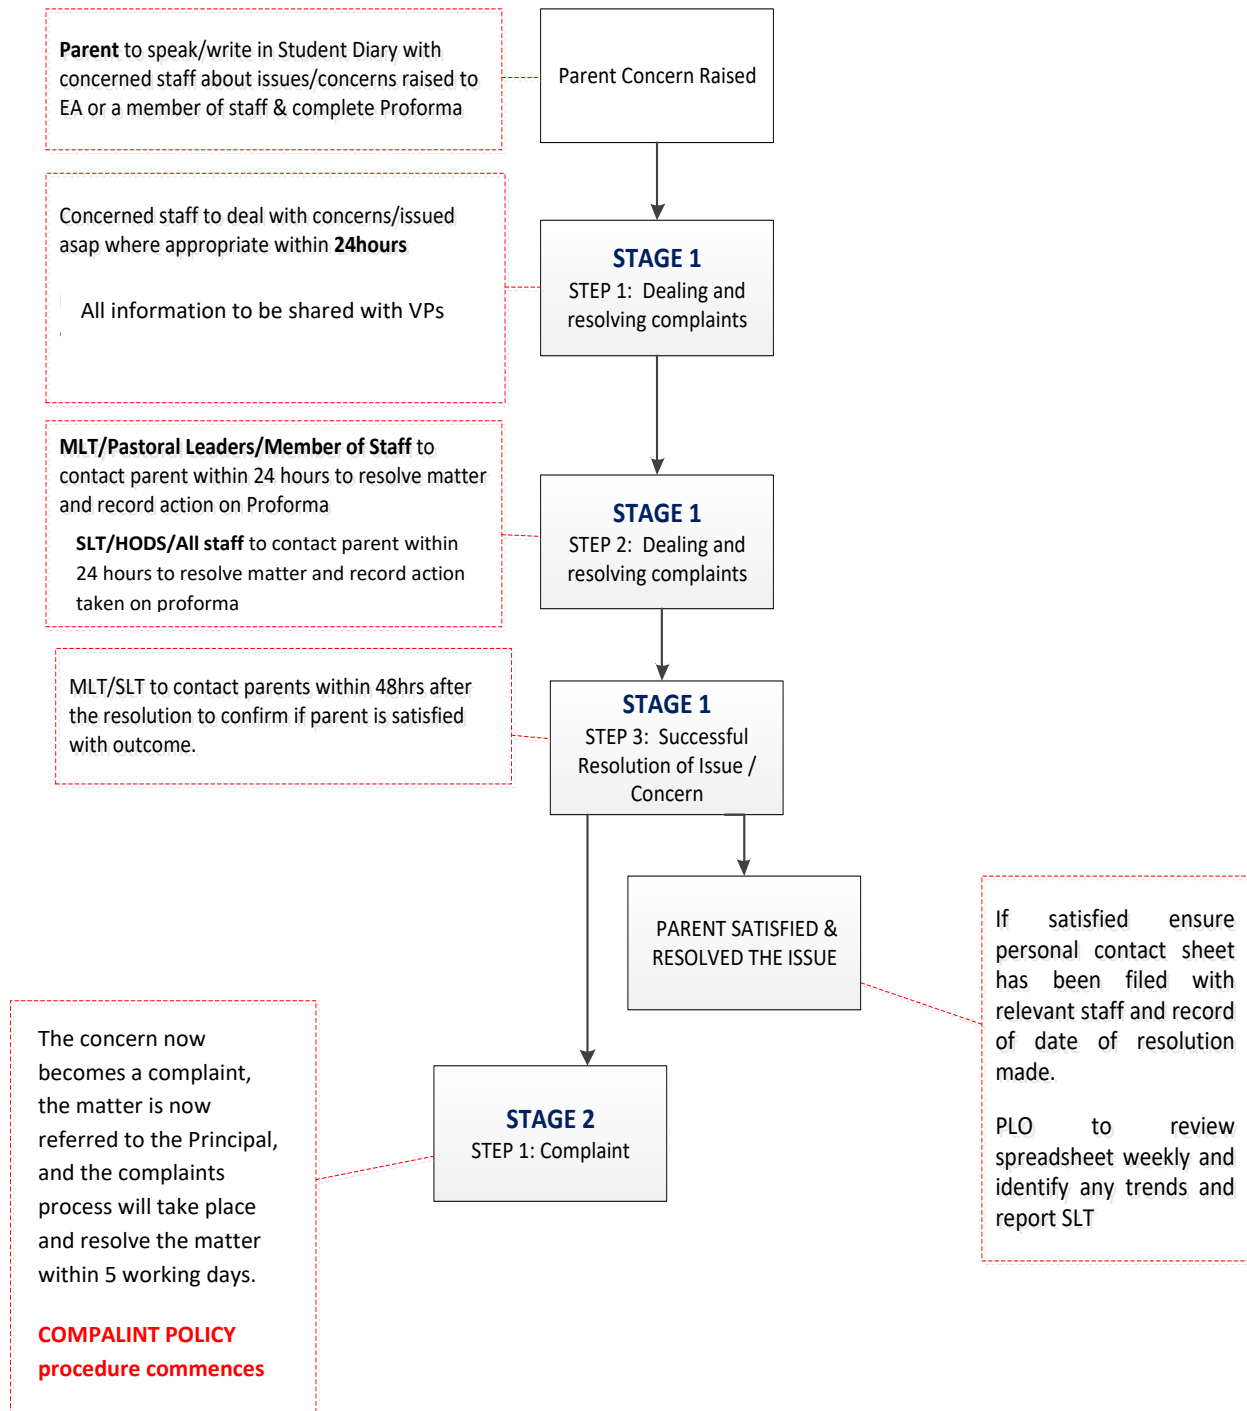 Parent to speak/write in Student Diary with
concerned staff about issues/concerns raised to
EA or a member of staff & complete Proforma
Parent Concern Raised
Concerned staff to deal with concerns/issued
asap where appropriate within 24hours
All information to be shared with VPs
STAGE 1
STEP 1: Dealing and
resolving complaints
MLT/Pastoral Leaders/Member of Staff to
contact parent within 24 hours to resolve matter
and record action on Proforma
SLT/HODS/All staff to contact parent within
24 hours to resolve matter and record action
taken on proforma
STAGE 1
STEP 2: Dealing and
resolving complaints
MLT/SLT to contact parents within 48hrs after
the resolution to confirm if parent is satisfied
with outcome.
STAGE 1
STEP 3: Successful
Resolution of Issue /
Concern
PARENT SATISFIED &
RESOLVED THE ISSUE
If satisfied ensure
personal contact sheet
has been filed with
relevant staff and record
of date of resolution
made.
PLO to review
spreadsheet weekly and
identify any trends and
report SLT
The concern now
becomes a complaint,
the matter is now
referred to the Principal,
and the complaints
process will take place
and resolve the matter
within 5 working days.
COMPALINT POLICY
procedure commences
STAGE 2
STEP 1: Complaint